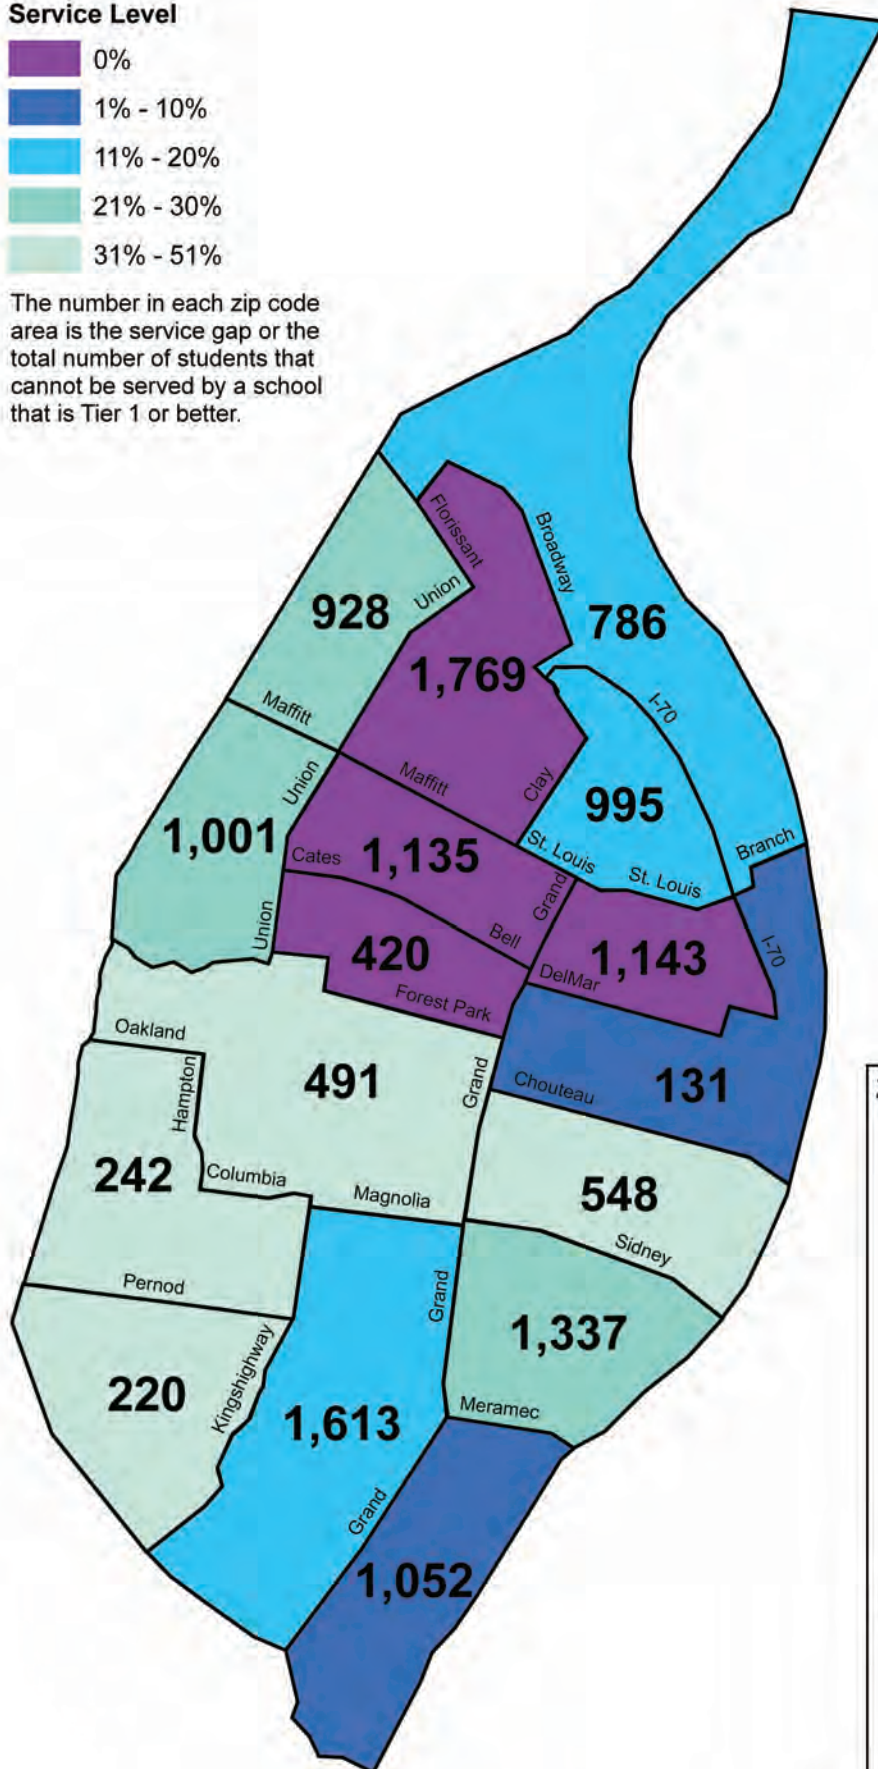 Service Level
0%
1% - 10%
11% - 20%
21% - 30%
31% - 51%
The number in each zip code
area is the service gap or the
total number of students that
cannot be served by a school
that is Tier 1 or better.
Florissant
Broadway
Union
928
786
1,769
I-70
Maffitt
Union
Maffitt
Clay
995
1,001
Cates
1,135
St. Louis
St. Louis
Branch
Grand
Union
Bell
420
1,143
I-70
DelMar
Forest Park
Oakland
Hampton
491
Grand
Chouteau
131
242
Columbia
Magnolia
548
Sidney
Pernod
Grand
1,337
Kingshighway
220
1,613
Meramec
Grand
1,052